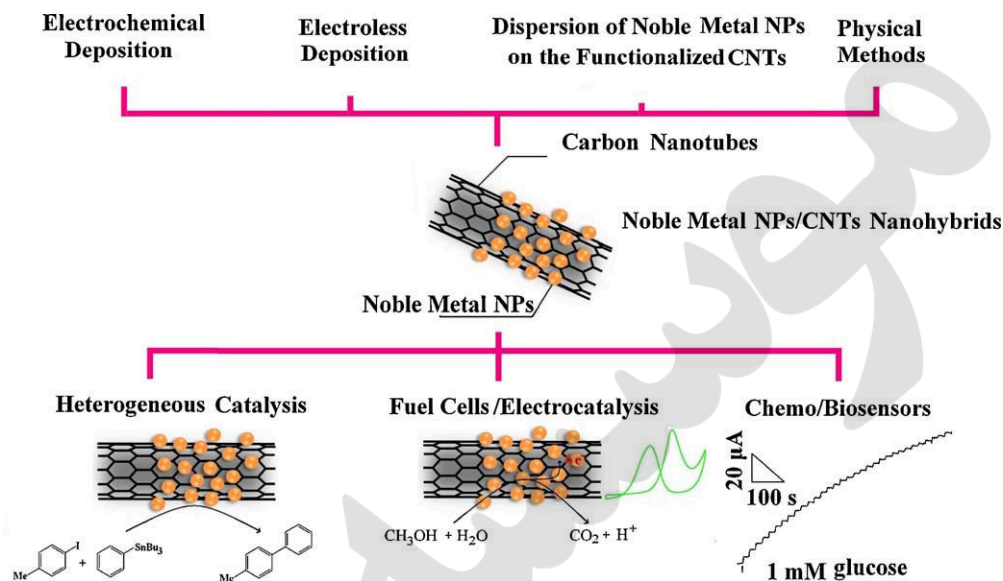 Electrochemical
Deposition
Electroless
Deposition
Dispersion of Noble Metal NPs
on the Functionalized CNTs
Physical
Methods
Carbon Nanotubes
Noble Metal NPs/CNTs Nanohybrids
Noble Metal NPs
Heterogeneous Catalysis
Fuel Cells/Electrocatalysis
Chemo/Biosensors
20 µA
100 s
CH₃OH + H₂O
CO₂ + H⁺
Me
I
+
SnBu₃
Me
1 mM glucose